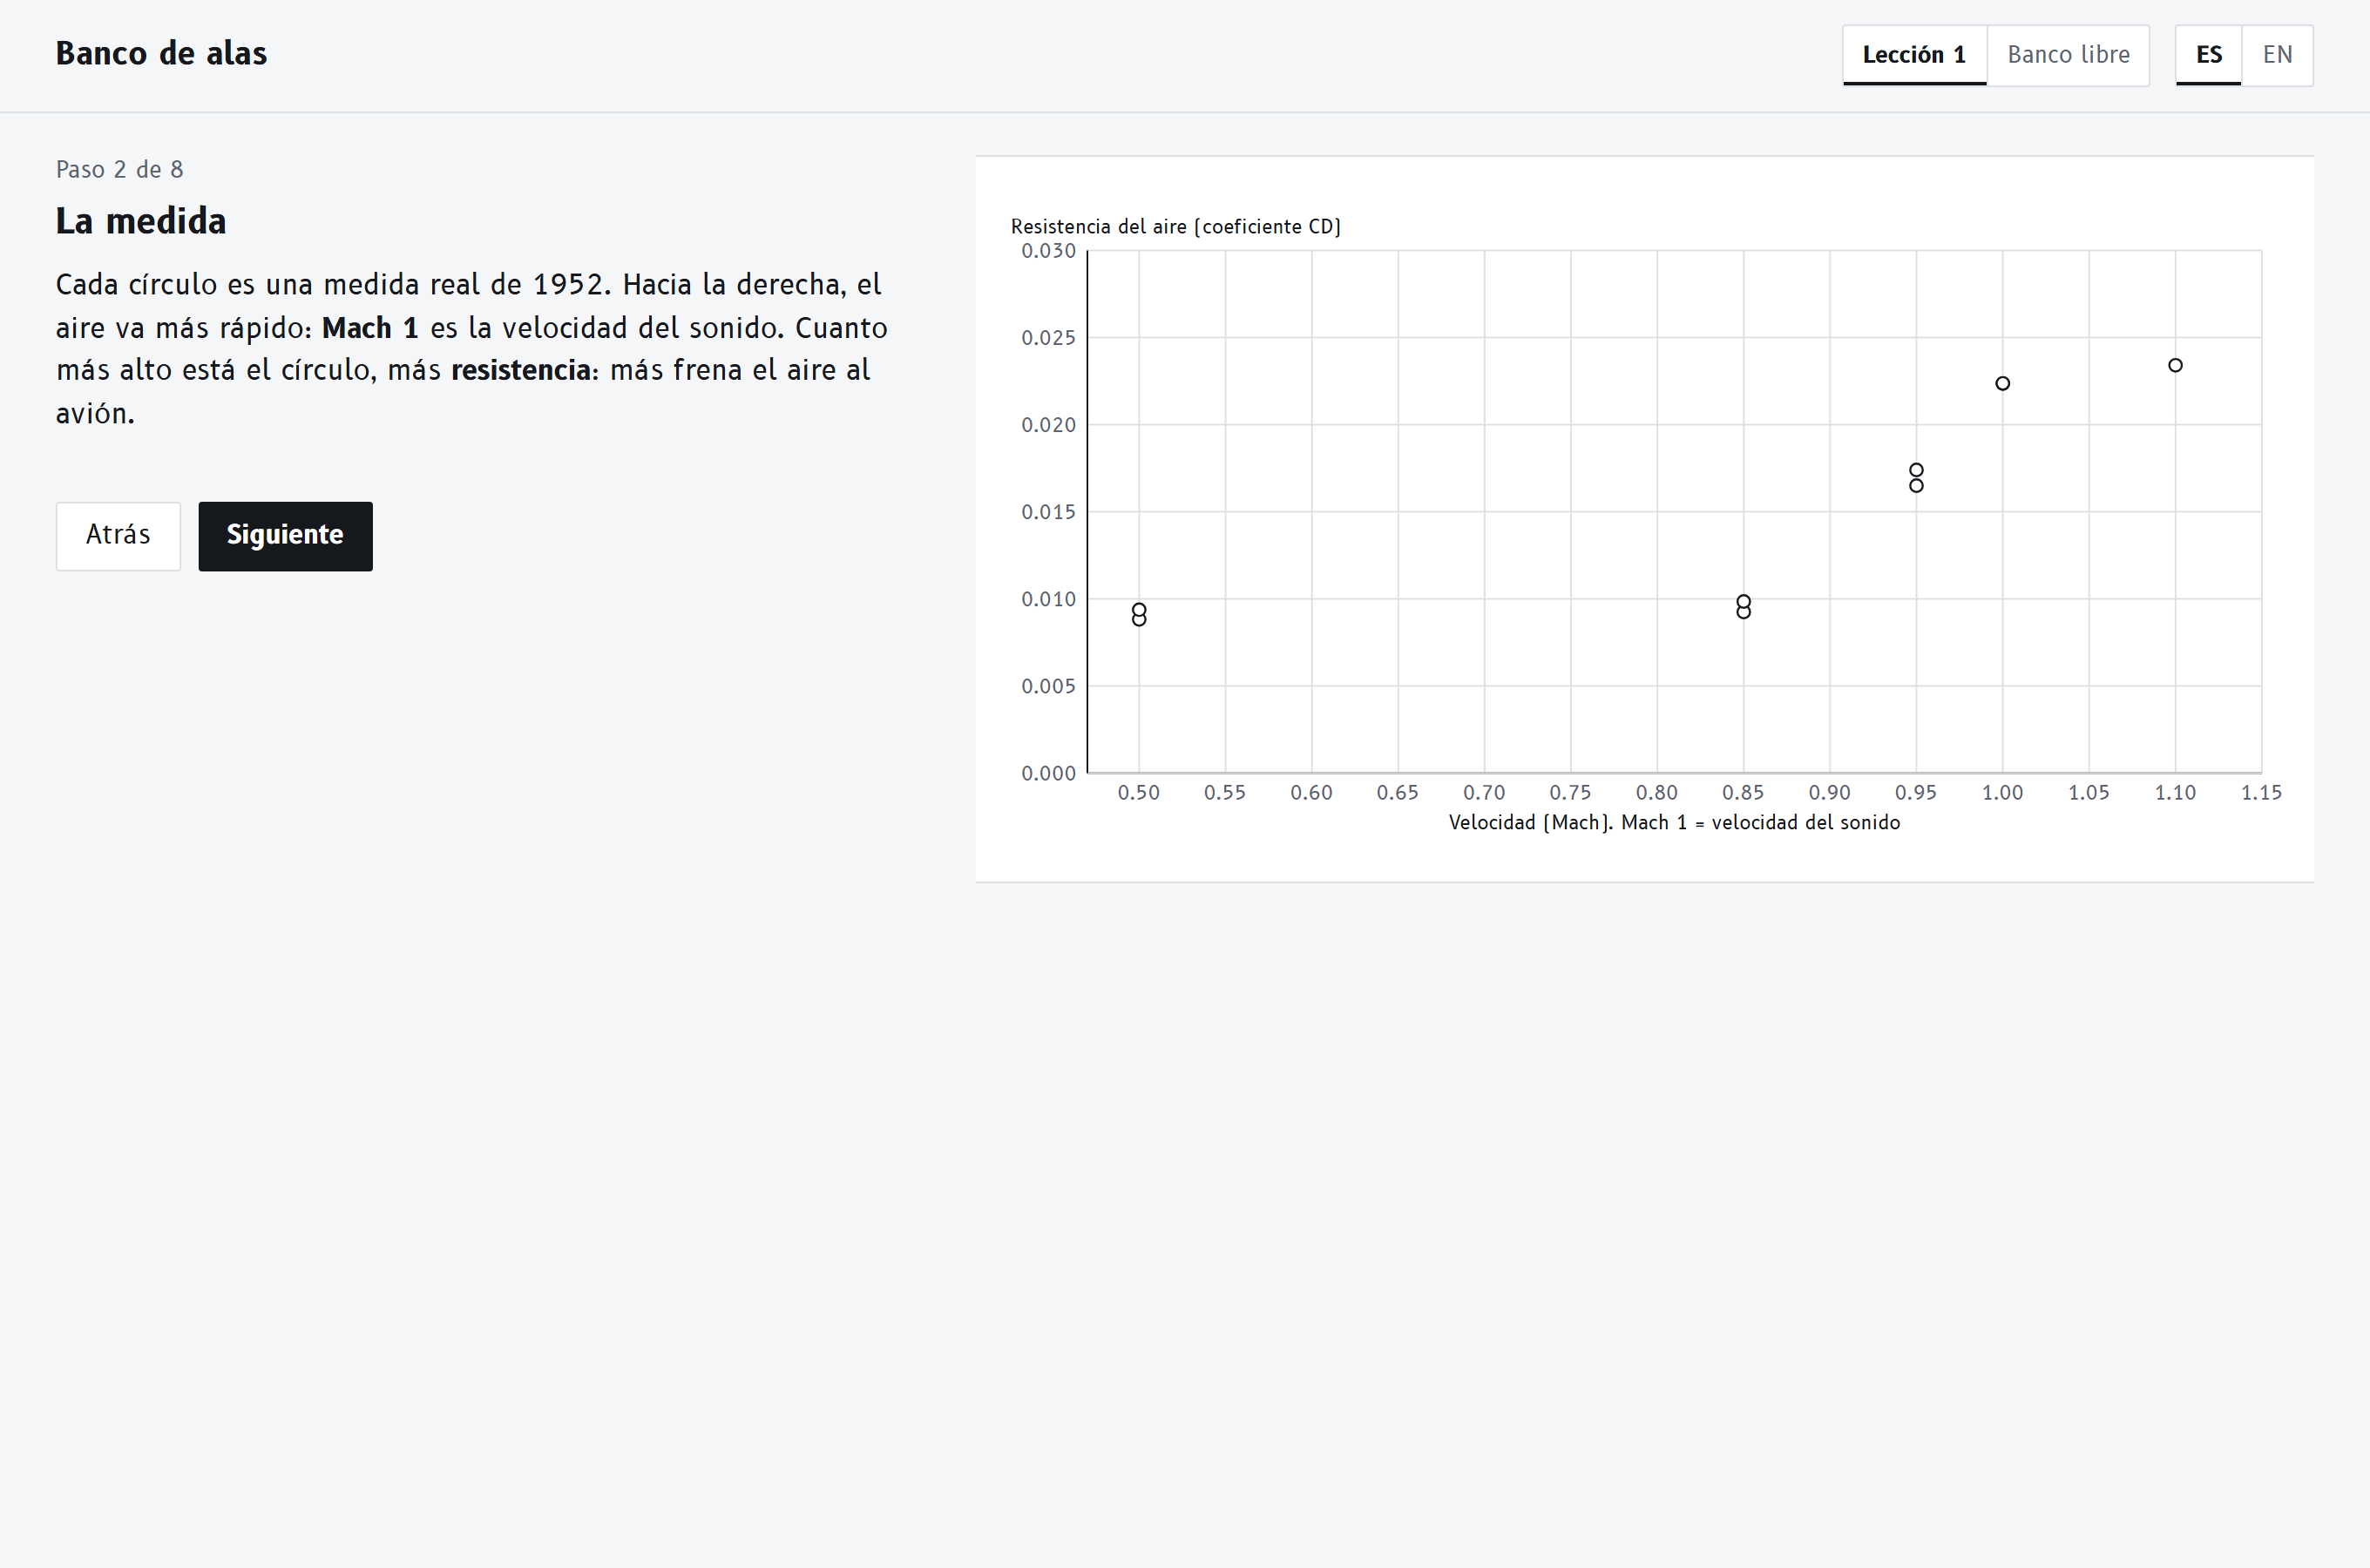 Banco de alas
Lección 1
Banco libre
ES
EN
Paso 2 de 8
La medida
Cada círculo es una medida real de 1952. Hacia la derecha, el
aire va más rápido: Mach 1 es la velocidad del sonido. Cuanto
más alto está el círculo, más resistencia: más frena el aire al
avión.
Atrás
Siguiente
Resistencia del aire (coeficiente CD)
0.030
0.025
0.020
0.015
0.010
0.005
0.000
0.50 0.55 0.60 0.65 0.70 0.75 0.80 0.85 0.90 0.95 1.00 1.05 1.10 1.15
Velocidad (Mach). Mach 1 = velocidad del sonido